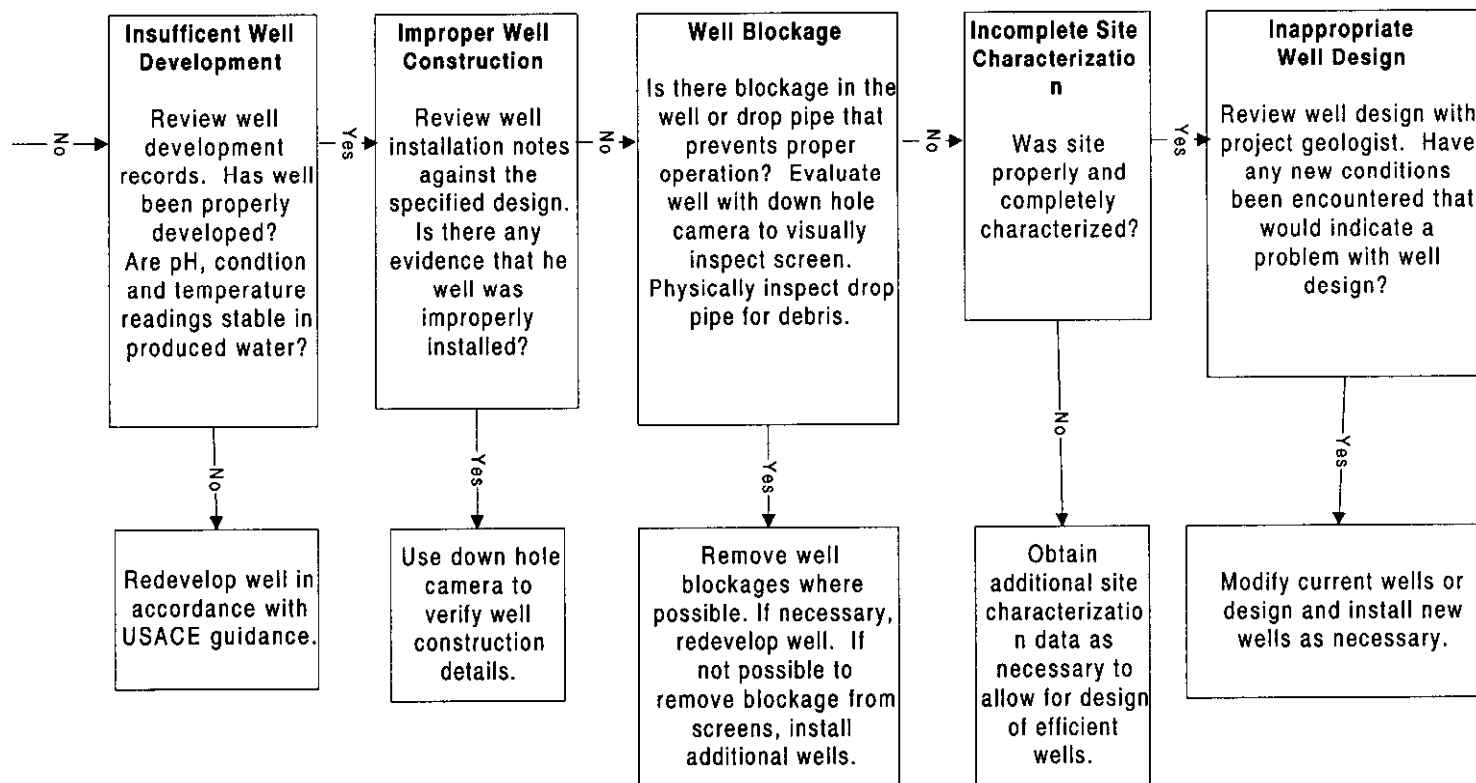 No
Insufficent Well
Development
Review well
development
records. Has well
been properly
developed?
Are pH, condtion
and temperature
readings stable in
produced water?
Yes
Improper Well
Construction
Review well
installation notes
against the
specified design.
Is there any
evidence that he
well was
improperly
installed?
No
Well Blockage
Is there blockage in the
well or drop pipe that
prevents proper
operation? Evaluate
well with down hole
camera to visually
inspect screen.
Physically inspect drop
pipe for debris.
No
Incomplete Site
Characterizatio
n
Was site
properly and
completely
characterized?
Yes
Inappropriate
Well Design
Review well design with
project geologist. Have
any new conditions
been encountered that
would indicate a
problem with well
design?
No
Yes
Yes
No
Yes
Redevelop well in
accordance with
USACE guidance.
Use down hole
camera to
verify well
construction
details.
Remove well
blockages where
possible. If necessary,
redevelop well. If
not possible to
remove blockage from
screens, install
additional wells.
Obtain
additional site
characterizatio
n data as
necessary to
allow for design
of efficient
wells.
Modify current wells or
design and install new
wells as necessary.